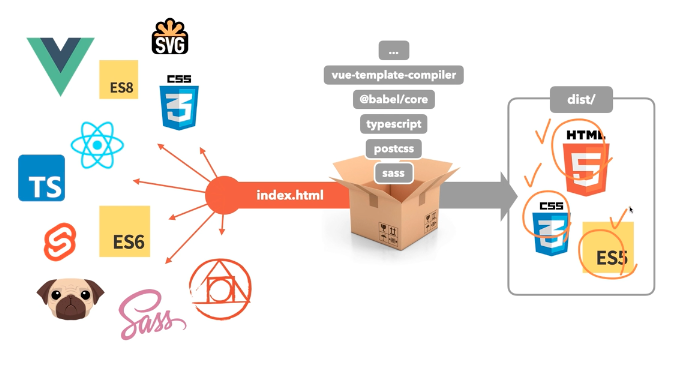 SVG
ES8
CSS
3
TS
ES6
Sass
index.html
...
vue-template-compiler
@babel/core
typescript
postcss
sass
dist/
HTML
5
CSS
3
ES5